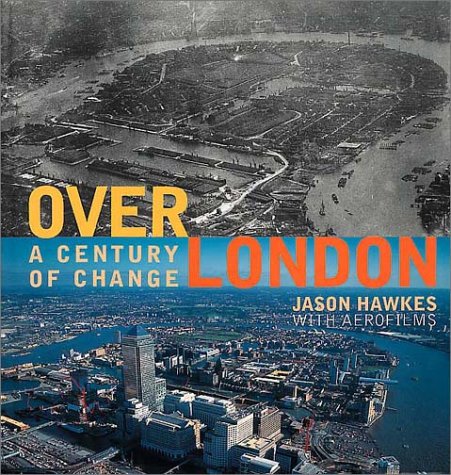 OVER
LONDON
A CENTURY
OF CHANGE
JASON HAWKES
WITH AEROFILMS